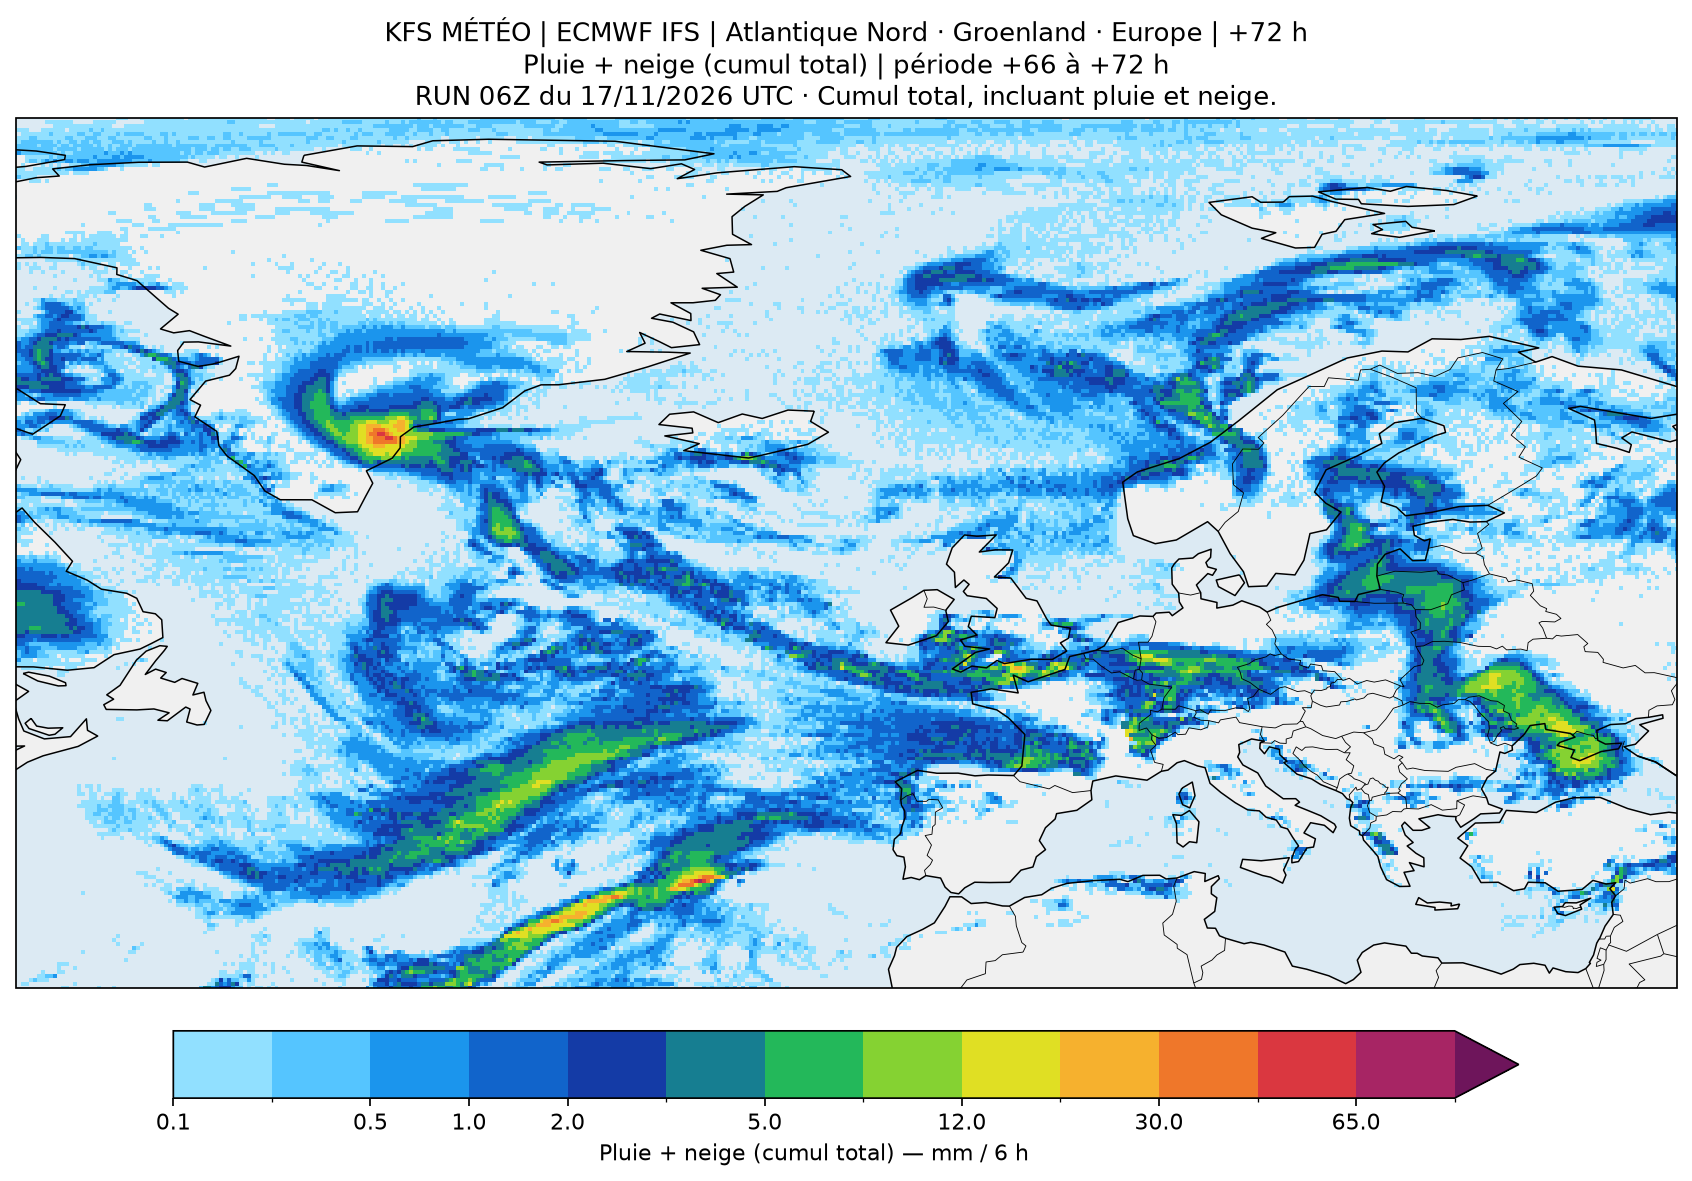 KFS MÉTÉO | ECMWF IFS | Atlantique Nord · Groenland · Europe | +72 h
Pluie + neige (cumul total) | période +66 à +72 h
RUN 06Z du 17/11/2026 UTC · Cumul total, incluant pluie et neige.
0.1 0.5 1.0 2.0 5.0 12.0 30.0 65.0
Pluie + neige (cumul total) — mm / 6 h